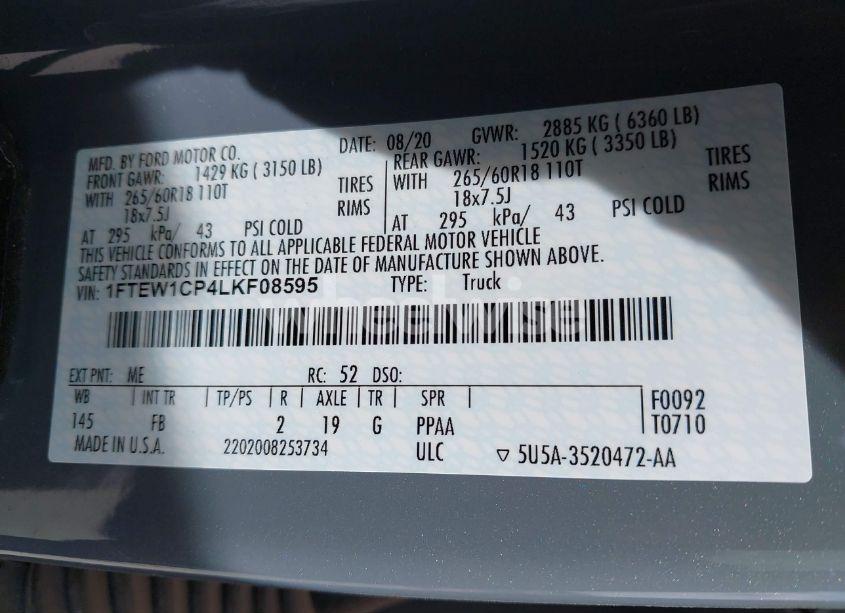 MFD. BY FORD MOTOR CO. DATE: 08/20 GVWR: 2885 KG ( 6360 LB)
FRONT GAWR: 1429 KG ( 3150 LB) REAR GAWR: 1520 KG ( 3350 LB)
WITH 265/60R18 110T TIRES WITH 265/60R18 110T TIRES
18x7.5J RIMS 18x7.5J RIMS
AT 295 kPa/ 43 PSI COLD AT 295 kPa/ 43 PSI COLD
THIS VEHICLE CONFORMS TO ALL APPLICABLE FEDERAL MOTOR VEHICLE
SAFETY STANDARDS IN EFFECT ON THE DATE OF MANUFACTURE SHOWN ABOVE.
VIN: 1FTEW1CP4LKF08595 TYPE: Truck
wheelwise
EXT PNT: ME RC: 52 DSO:
WB INT TR TP/PS R AXLE TR SPR F0092
145 FB 2 19 G PPAA T0710
MADE IN U.S.A. 2202008253734 ULC ▽ 5U5A-3520472-AA